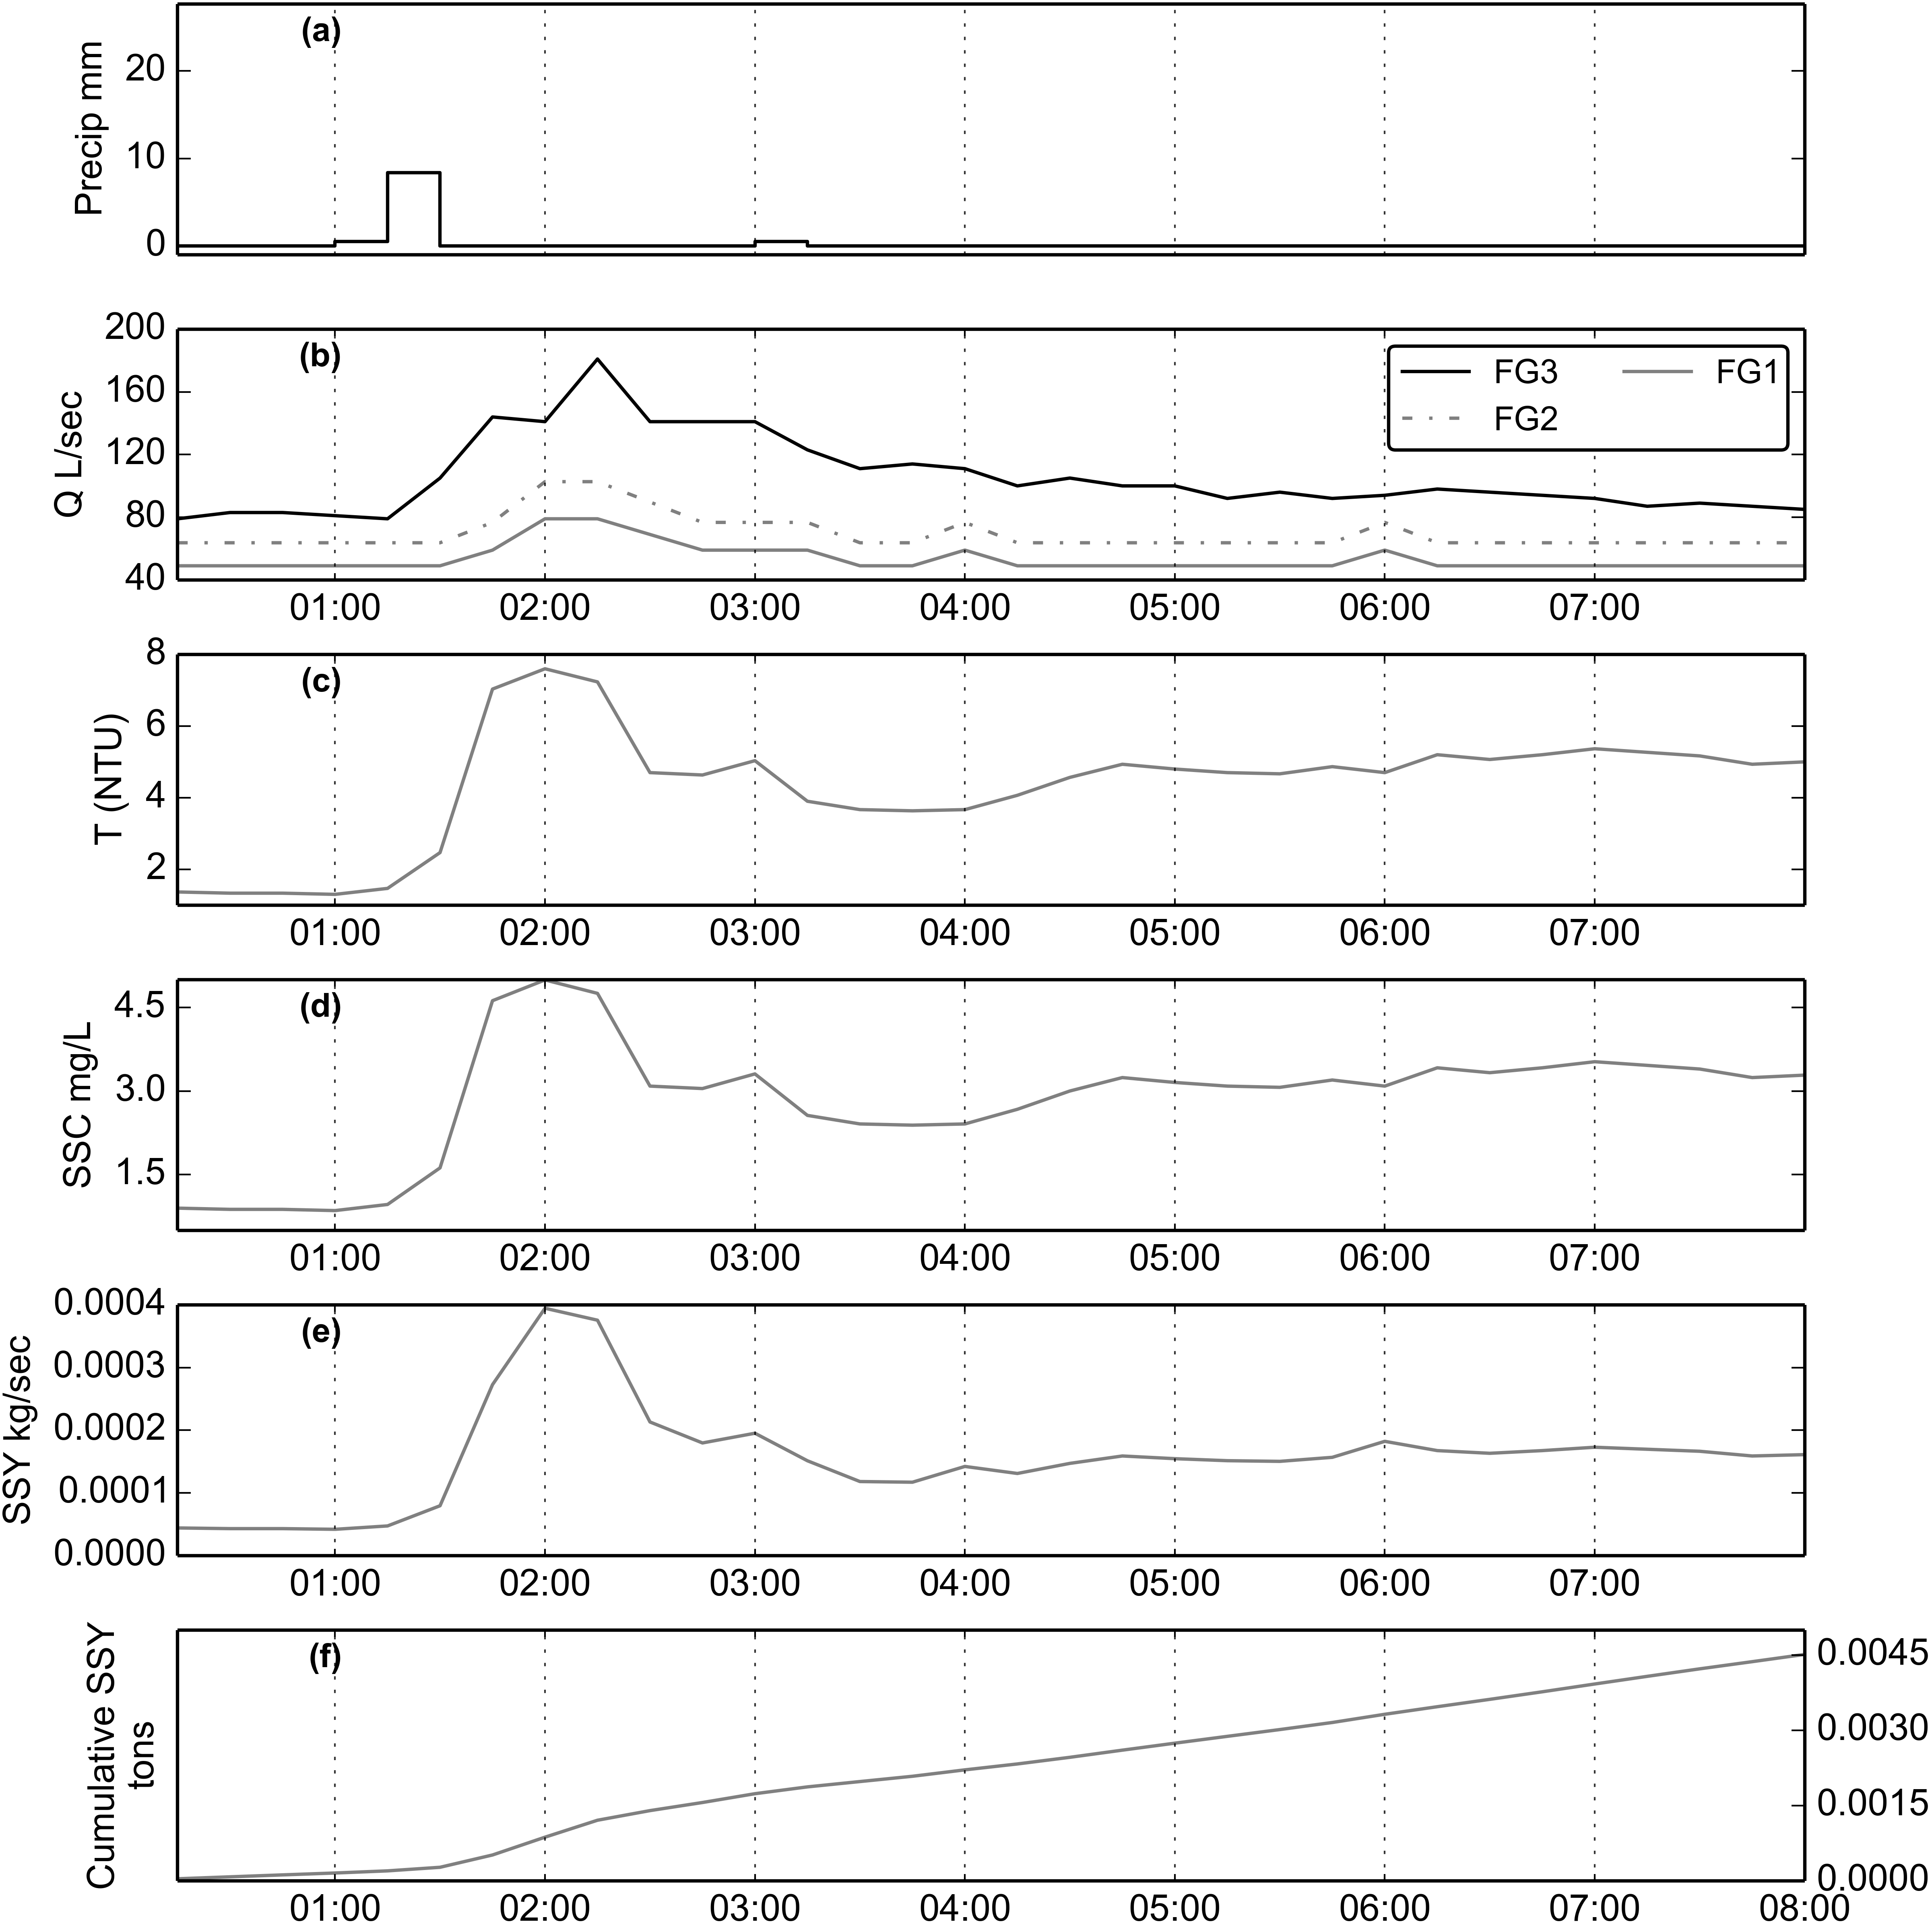 (a)
Precip mm
20
10
0
(b)
Q L/sec
200
160
120
80
40
FG3 FG1
FG2
01:00 02:00 03:00 04:00 05:00 06:00 07:00
(c)
T (NTU)
8
6
4
2
01:00 02:00 03:00 04:00 05:00 06:00 07:00
(d)
SSC mg/L
4.5
3.0
1.5
01:00 02:00 03:00 04:00 05:00 06:00 07:00
(e)
SSY kg/sec
0.0004
0.0003
0.0002
0.0001
0.0000
01:00 02:00 03:00 04:00 05:00 06:00 07:00
(f)
Cumulative SSY
tons
0.0045
0.0030
0.0015
0.0000
01:00 02:00 03:00 04:00 05:00 06:00 07:00 08:00